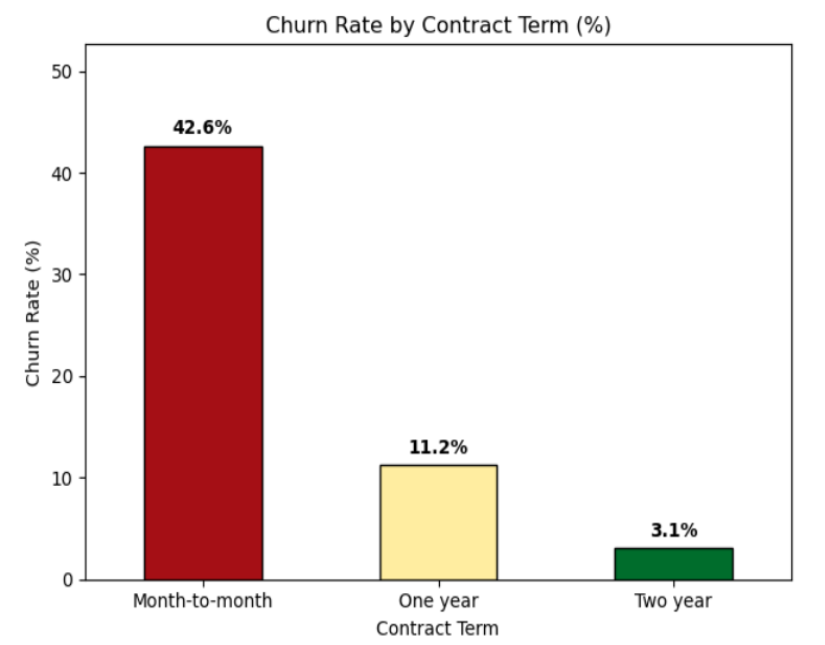 Churn Rate by Contract Term (%)
Churn Rate (%)
50
40
30
20
10
0
42.6%
11.2%
3.1%
Month-to-month
One year
Two year
Contract Term